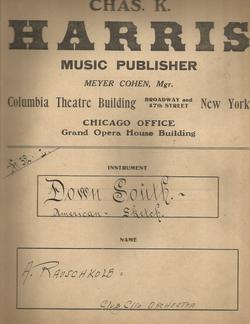 CHAS. K.
HARRIS
MUSIC PUBLISHER
MEYER COHEN, Mgr.
Columbia Theatre Building BROADWAY AND 47th STREET New York
CHICAGO OFFICE
Grand Opera House Building
INSTRUMENT
Down South.-
American - Sketch.
NAME
A. RAUSCHKOLB.
ORCHESTRA